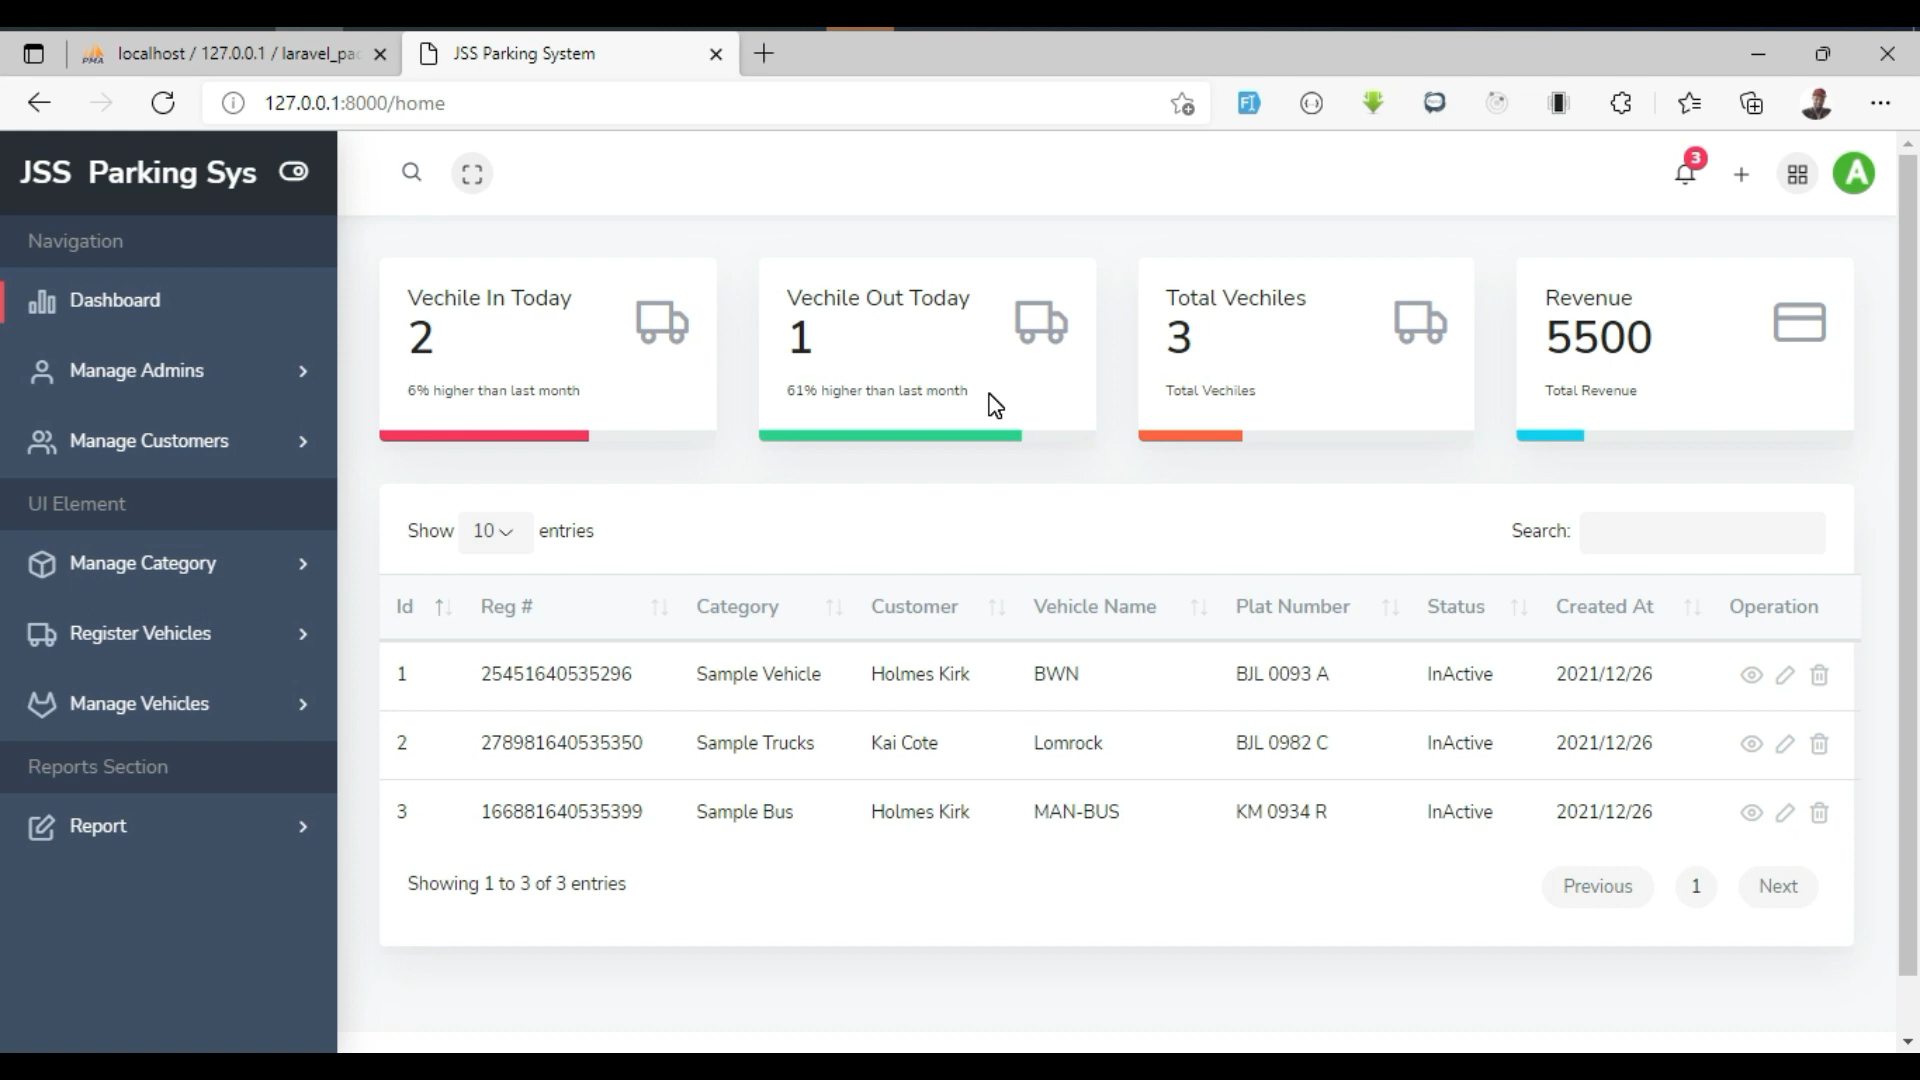 localhost / 127.0.0.1 / laravel_pac
JSS Parking System
127.0.0.1:8000/home
JSS Parking Sys
3
A
Navigation
Dashboard
Manage Admins
Manage Customers
UI Element
Manage Category
Register Vehicles
Manage Vehicles
Reports Section
Report
Vechile In Today
2
6% higher than last month
Vechile Out Today
1
61% higher than last month
Total Vechiles
3
Total Vechiles
Revenue
5500
Total Revenue
Show 10 entries
Search:
Id Reg # Category Customer Vehicle Name Plat Number Status Created At Operation
1 25451640535296 Sample Vehicle Holmes Kirk BWN BJL 0093 A InActive 2021/12/26
2 278981640535350 Sample Trucks Kai Cote Lomrock BJL 0982 C InActive 2021/12/26
3 166881640535399 Sample Bus Holmes Kirk MAN-BUS KM 0934 R InActive 2021/12/26
Showing 1 to 3 of 3 entries
Previous 1 Next